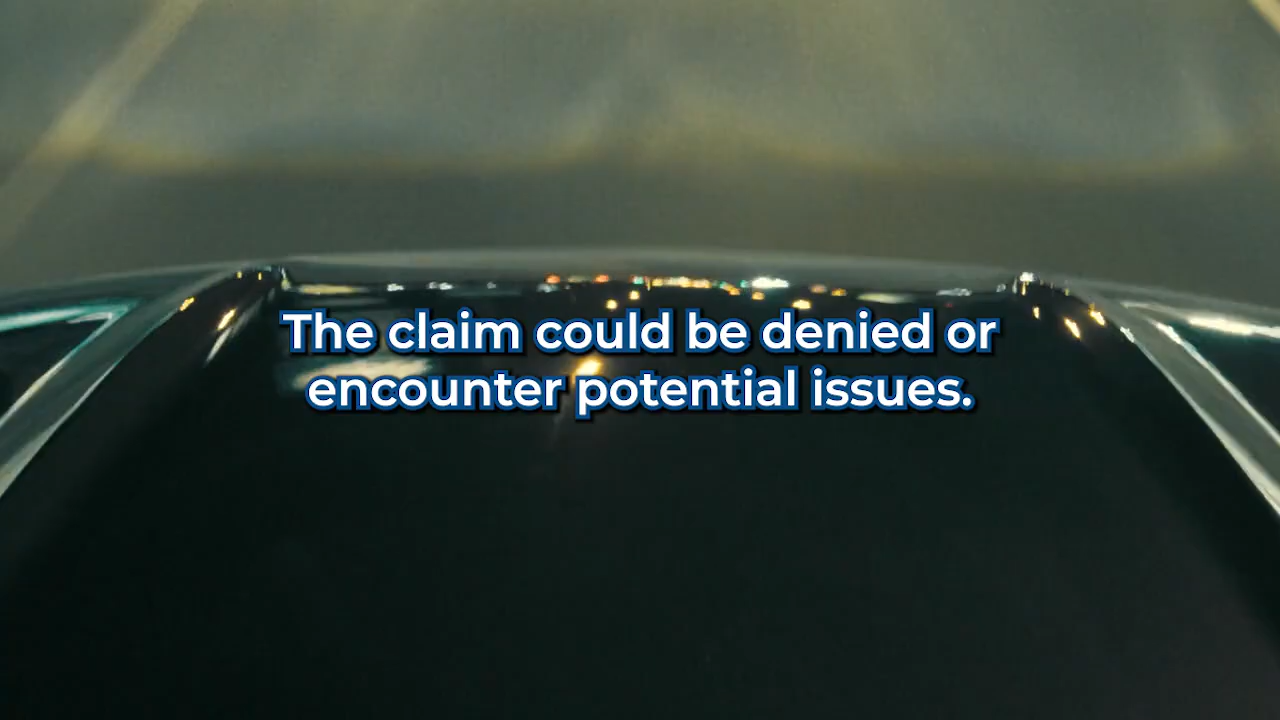 The claim could be denied or
encounter potential issues.